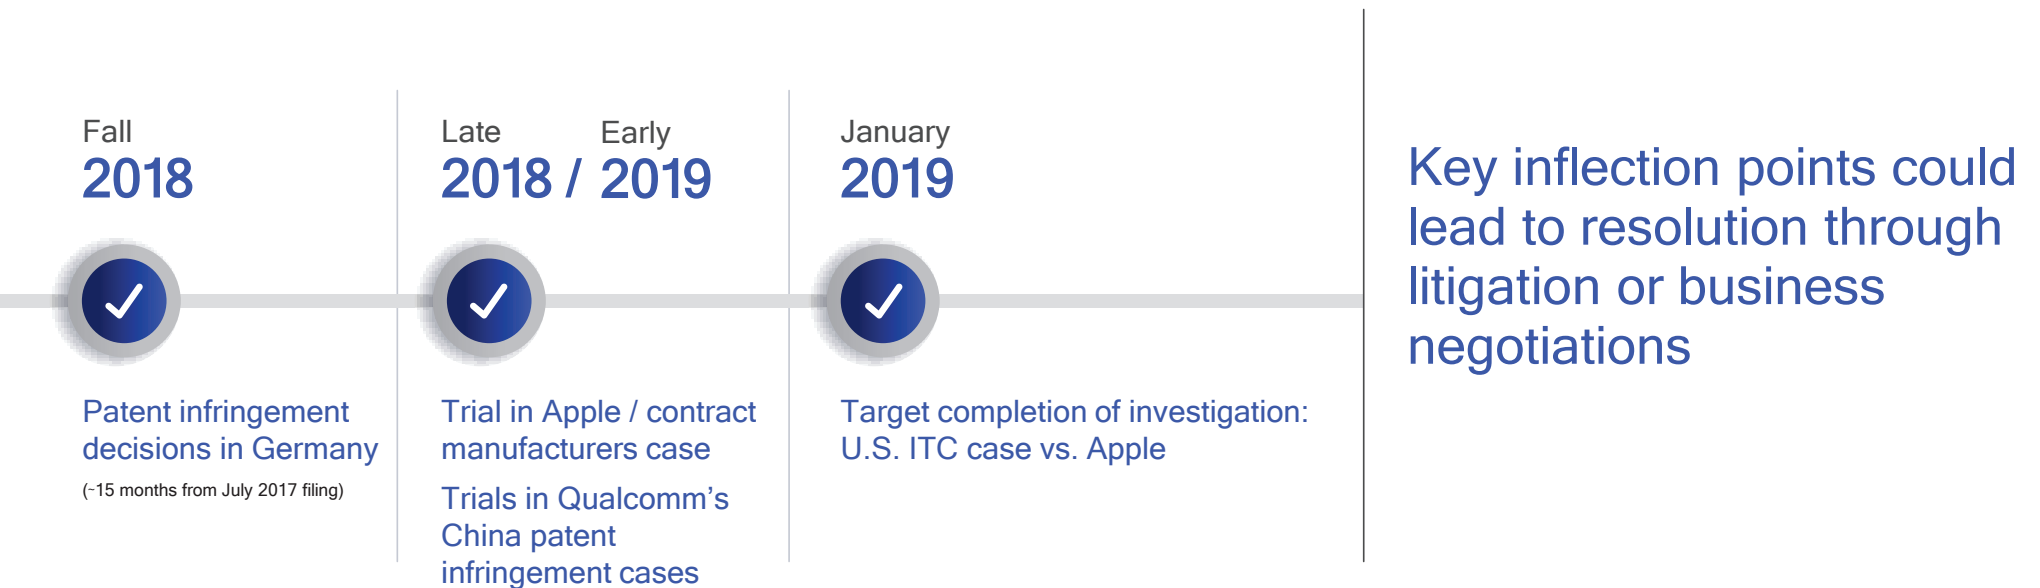 Fall
2018
Patent infringement
decisions in Germany
(~15 months from July 2017 filing)
Late Early
2018 / 2019
Trial in Apple / contract
manufacturers case
Trials in Qualcomm’s
China patent
infringement cases
January
2019
Target completion of investigation:
U.S. ITC case vs. Apple
Key inflection points could
lead to resolution through
litigation or business
negotiations